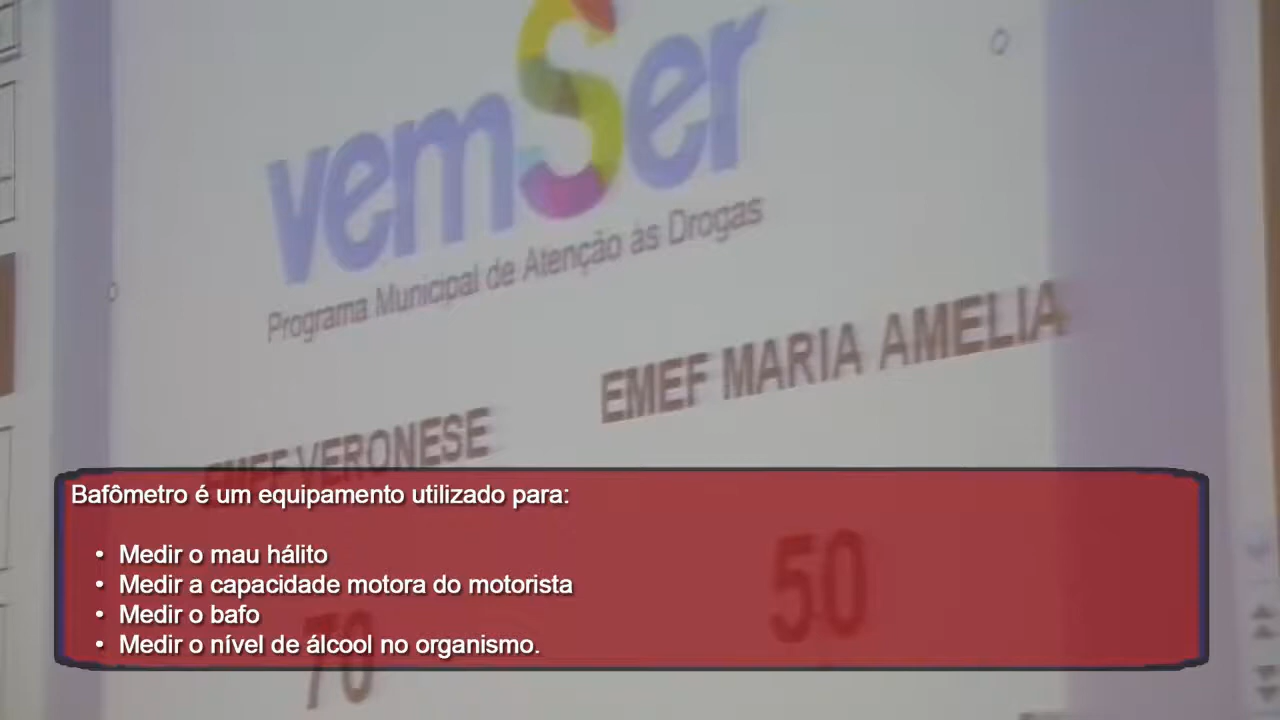 vemSer
Programa Municipal de Atenção às Drogas
EMEF MARIA AMELIA
EMEF VERONESE
50
70
Bafômetro é um equipamento utilizado para:
• Medir o mau hálito
• Medir a capacidade motora do motorista
• Medir o bafo
• Medir o nível de álcool no organismo.